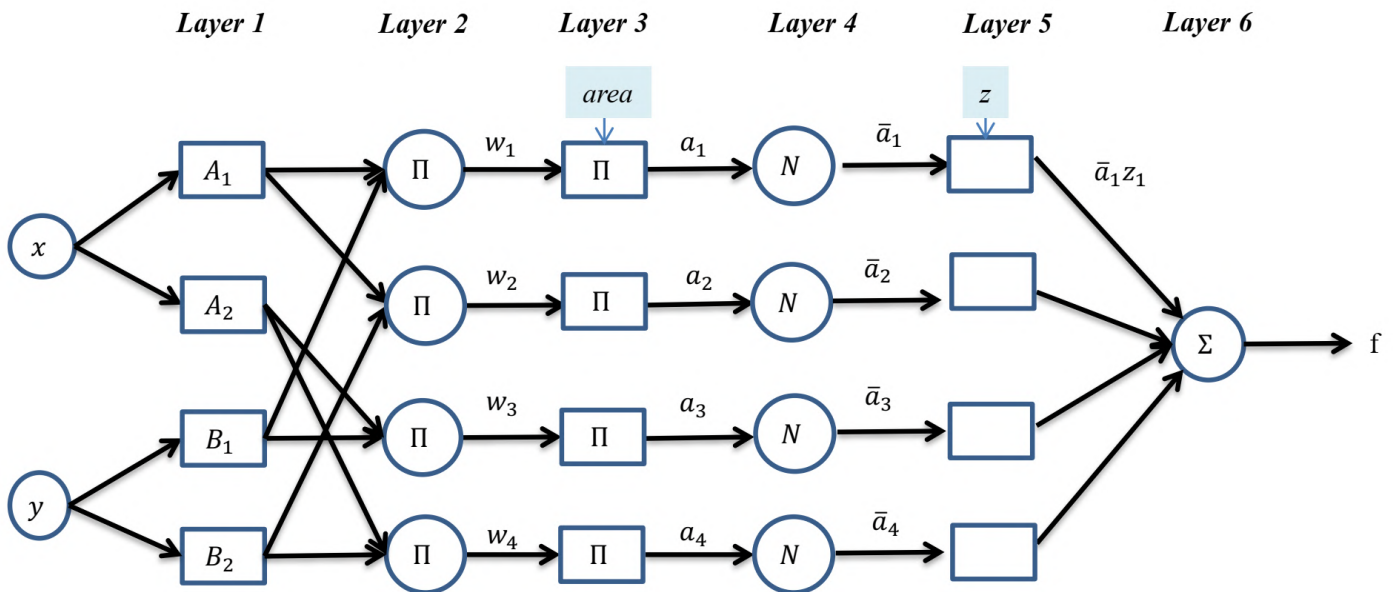 Layer 1 Layer 2 Layer 3 Layer 4 Layer 5 Layer 6
area z
w₁ a₁ ā₁
A₁ Π Π N ā₁z₁
x
w₂ a₂ ā₂
A₂ Π Π N
Σ f
w₃ a₃ ā₃
B₁ Π Π N
y
w₄ a₄ ā₄
B₂ Π Π N